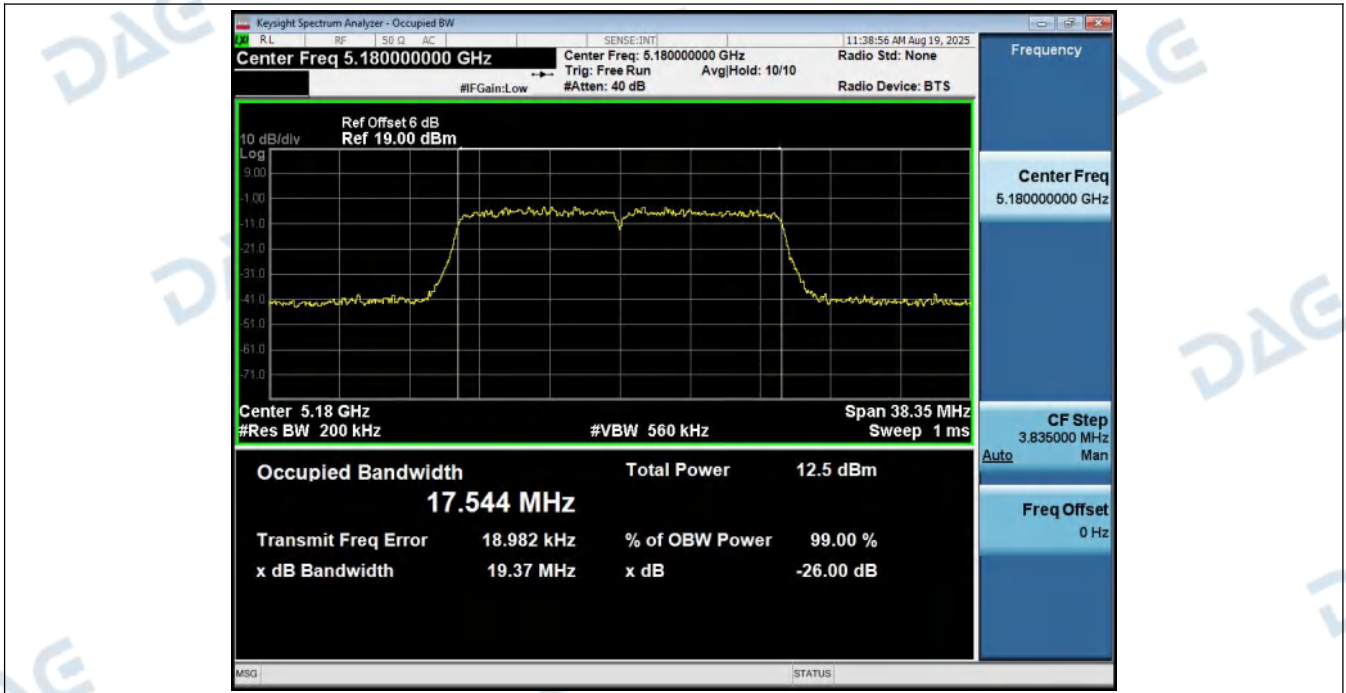 Keysight Spectrum Analyzer - Occupied BW
LXI RL RF 50 Ω AC SENSE:INT 11:38:56 AM Aug 19, 2025
Center Freq 5.180000000 GHz
Center Freq: 5.180000000 GHz
Radio Std: None
Trig: Free Run Avg|Hold: 10/10
#IFGain:Low
#Atten: 40 dB
Radio Device: BTS
Ref Offset 6 dB
10 dB/div Ref 19.00 dBm
Log
9.00
-1.00
-11.0
-21.0
-31.0
-41.0
-51.0
-61.0
-71.0
Center 5.18 GHz
Span 38.35 MHz
#Res BW 200 kHz
#VBW 560 kHz
Sweep 1 ms
Occupied Bandwidth
Total Power 12.5 dBm
17.544 MHz
Transmit Freq Error 18.982 kHz
% of OBW Power 99.00 %
x dB Bandwidth 19.37 MHz
x dB -26.00 dB
MSG
STATUS
Frequency
Center Freq
5.180000000 GHz
CF Step
3.835000 MHz
Auto Man
Freq Offset
0 Hz
DAG
DAG